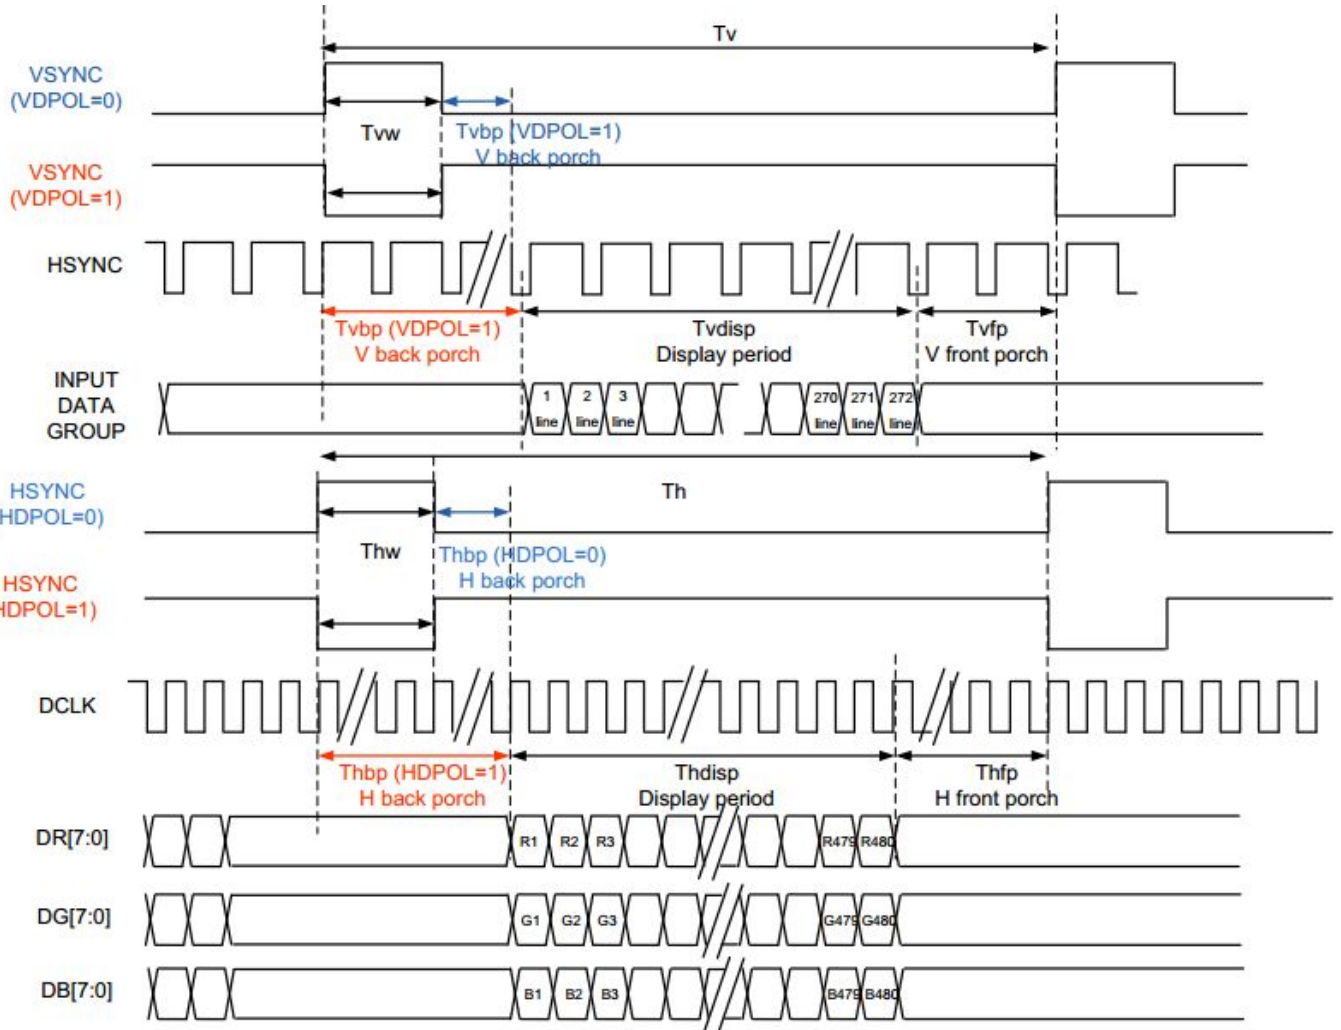 Tv
VSYNC
(VDPOL=0)
Tvw
Tvbp (VDPOL=1)
V back porch
VSYNC
(VDPOL=1)
HSYNC
Tvbp (VDPOL=1)
V back porch
Tvdisp
Display period
Tvfp
V front porch
INPUT
DATA
GROUP
1
line
2
line
3
line
270
line
271
line
272
line
HSYNC
HDPOL=0)
Th
Thw
Thbp (HDPOL=0)
H back porch
HSYNC
HDPOL=1)
DCLK
Thbp (HDPOL=1)
H back porch
Thdisp
Display period
Thfp
H front porch
DR[7:0]
R1 R2 R3 R479 R480
DG[7:0]
G1 G2 G3 G479 G480
DB[7:0]
B1 B2 B3 B479 B480